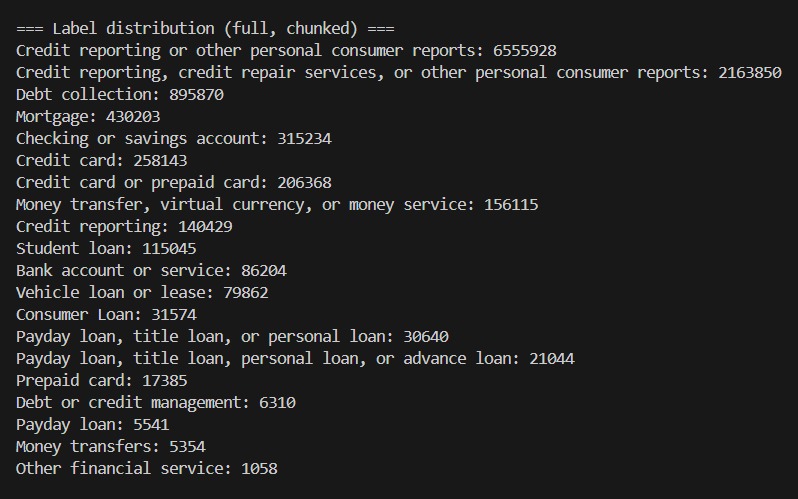 === Label distribution (full, chunked) ===
Credit reporting or other personal consumer reports: 6555928
Credit reporting, credit repair services, or other personal consumer reports: 2163850
Debt collection: 895870
Mortgage: 430203
Checking or savings account: 315234
Credit card: 258143
Credit card or prepaid card: 206368
Money transfer, virtual currency, or money service: 156115
Credit reporting: 140429
Student loan: 115045
Bank account or service: 86204
Vehicle loan or lease: 79862
Consumer Loan: 31574
Payday loan, title loan, or personal loan: 30640
Payday loan, title loan, personal loan, or advance loan: 21044
Prepaid card: 17385
Debt or credit management: 6310
Payday loan: 5541
Money transfers: 5354
Other financial service: 1058